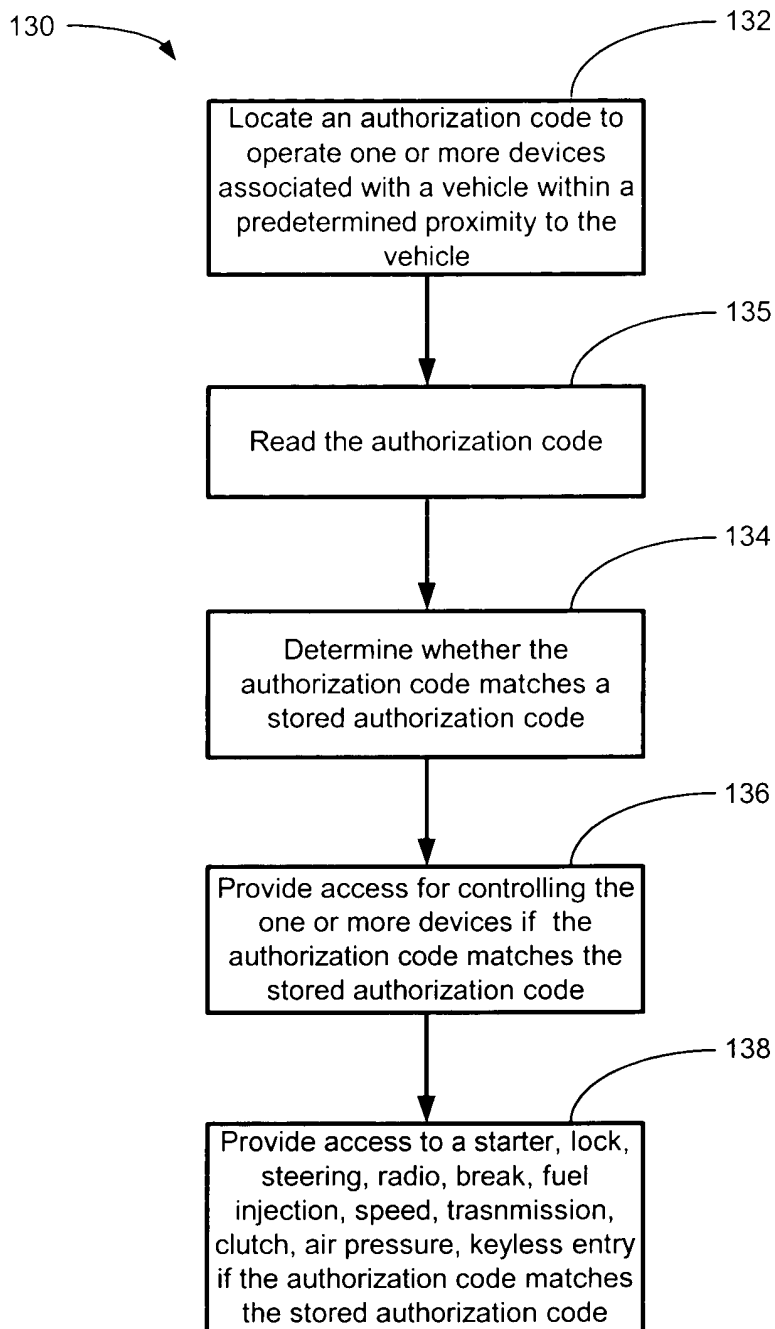 130
132
Locate an authorization code to
operate one or more devices
associated with a vehicle within a
predetermined proximity to the
vehicle
135
Read the authorization code
134
Determine whether the
authorization code matches a
stored authorization code
136
Provide access for controlling the
one or more devices if the
authorization code matches the
stored authorization code
138
Provide access to a starter, lock,
steering, radio, break, fuel
injection, speed, trasnmission,
clutch, air pressure, keyless entry
if the authorization code matches
the stored authorization code